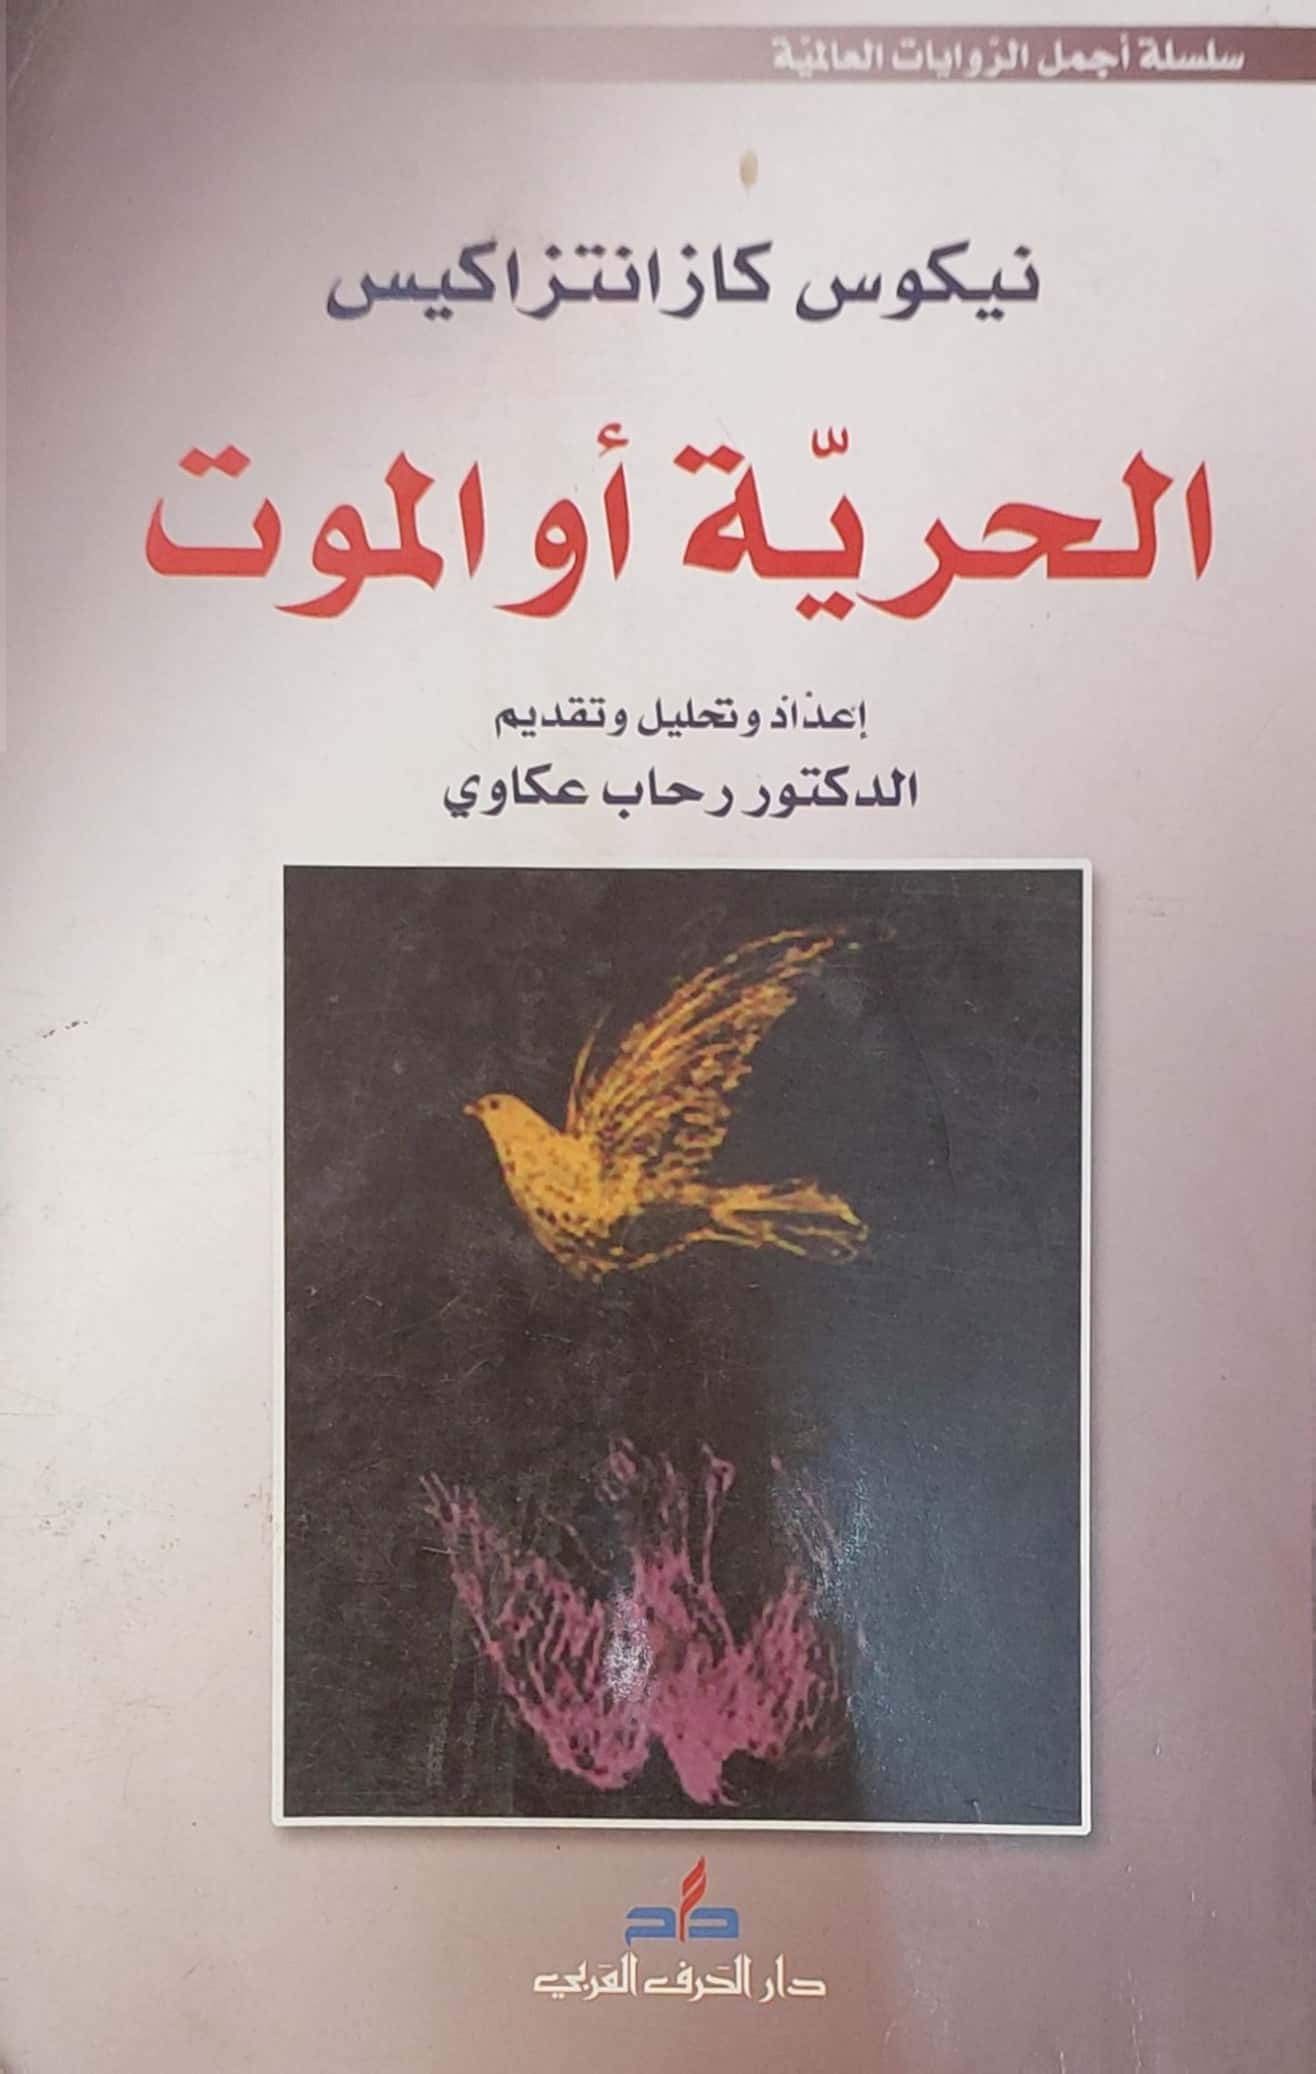 سلسلة أجمل الرّوايات العالميّة
نيكوس كازانتزاكيس
الحريّة أو الموت
إعداد وتحليل وتقديم
الدكتور رحاب عكاوي
دار الحرف العربي